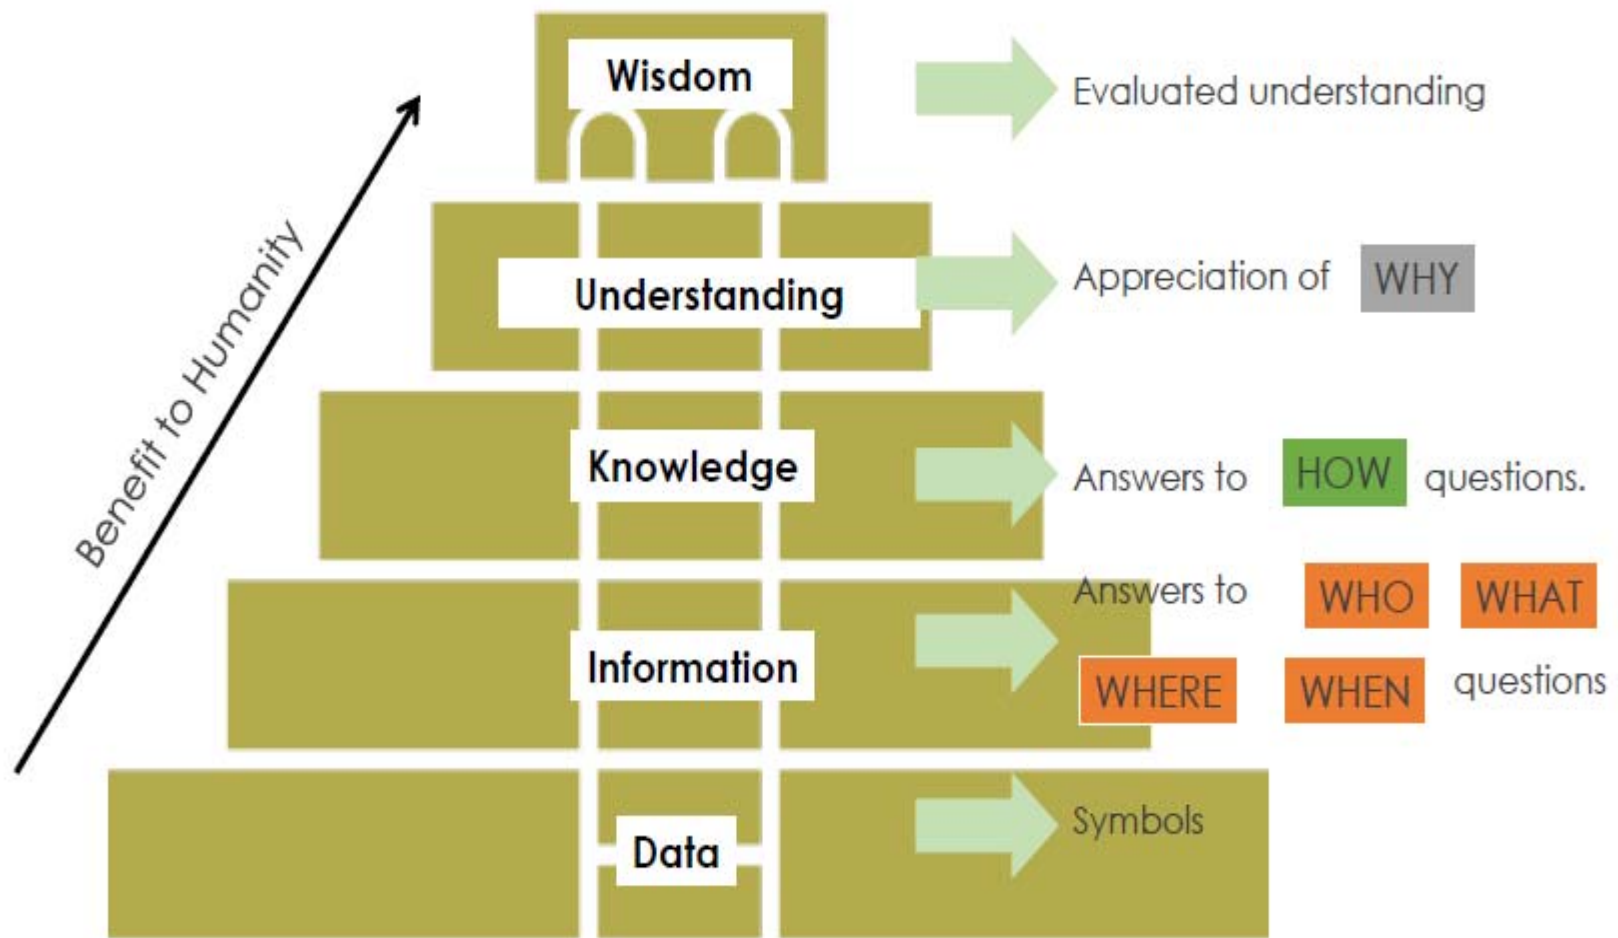 Wisdom
Evaluated understanding
Benefit to Humanity
Understanding
Appreciation of WHY
Knowledge
Answers to HOW questions.
Information
Answers to WHO WHAT
WHERE WHEN questions
Data
Symbols